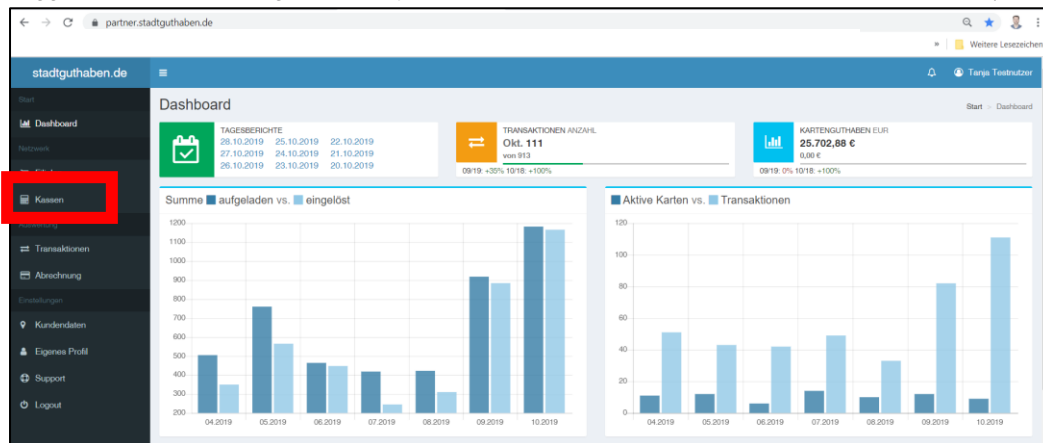 partner.stadtguthaben.de
» Weitere Lesezeichen
stadtguthaben.de
Tanja Testnutzer
Start
Dashboard
Netzwerk
Kassen
Auswertung
Transaktionen
Abrechnung
Einstellungen
Kundendaten
Eigenes Profil
Support
Logout
Dashboard
Start > Dashboard
TAGESBERICHTE
28.10.2019 25.10.2019 22.10.2019
27.10.2019 24.10.2019 21.10.2019
26.10.2019 23.10.2019 20.10.2019
TRANSAKTIONEN ANZAHL
Okt. 111
von 913
09/19: +35% 10/18: +100%
KARTENGUTHABEN EUR
25.702,88 €
0,00 €
09/19: 0% 10/18: +100%
Summe aufgeladen vs. eingelöst
1200
1100
1000
900
800
700
600
500
400
300
200
04.2019 05.2019 06.2019 07.2019 08.2019 09.2019 10.2019
Aktive Karten vs. Transaktionen
120
100
80
60
40
20
0
04.2019 05.2019 06.2019 07.2019 08.2019 09.2019 10.2019